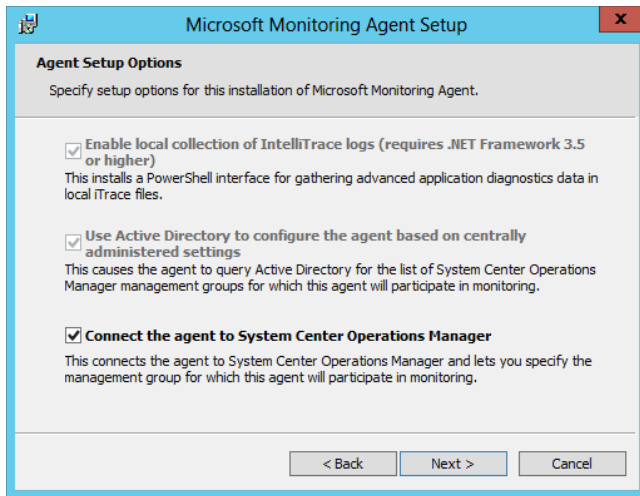 Microsoft Monitoring Agent Setup
x
Agent Setup Options
Specify setup options for this installation of Microsoft Monitoring Agent.
Enable local collection of IntelliTrace logs (requires .NET Framework 3.5
or higher)
This installs a PowerShell interface for gathering advanced application diagnostics data in
local iTrace files.
Use Active Directory to configure the agent based on centrally
administered settings
This causes the agent to query Active Directory for the list of System Center Operations
Manager management groups for which this agent will participate in monitoring.
Connect the agent to System Center Operations Manager
This connects the agent to System Center Operations Manager and lets you specify the
management group for which this agent will participate in monitoring.
< Back Next > Cancel